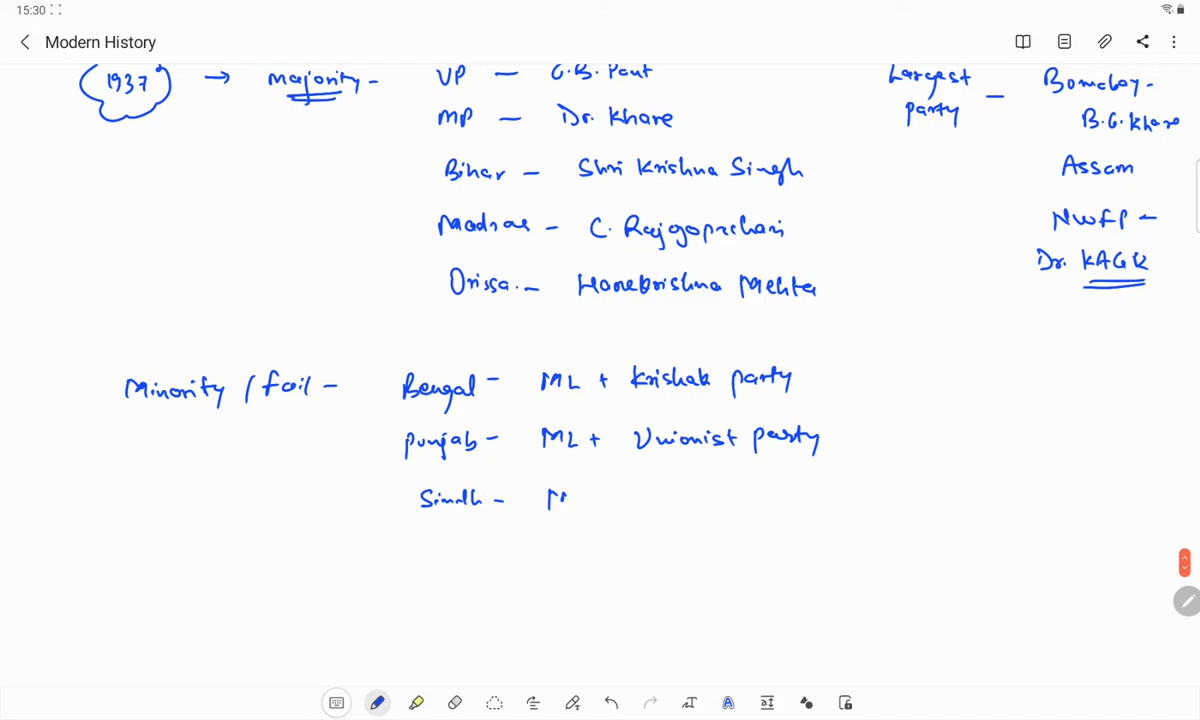 15:30
Modern History
1937 → majority - UP - G.B. Pant
Largest party - Bombay - B.G. Khare
MP - Dr. Khare
Bihar - Shri Krishna Singh
Assam
Madras - C. Rajgopachari
NWFP -
Dr. KAGK
Orissa - Harekrishna Mehta
Minority / fail - Bengal - ML + Krishak party
Punjab - ML + Unionist party
Sindh -